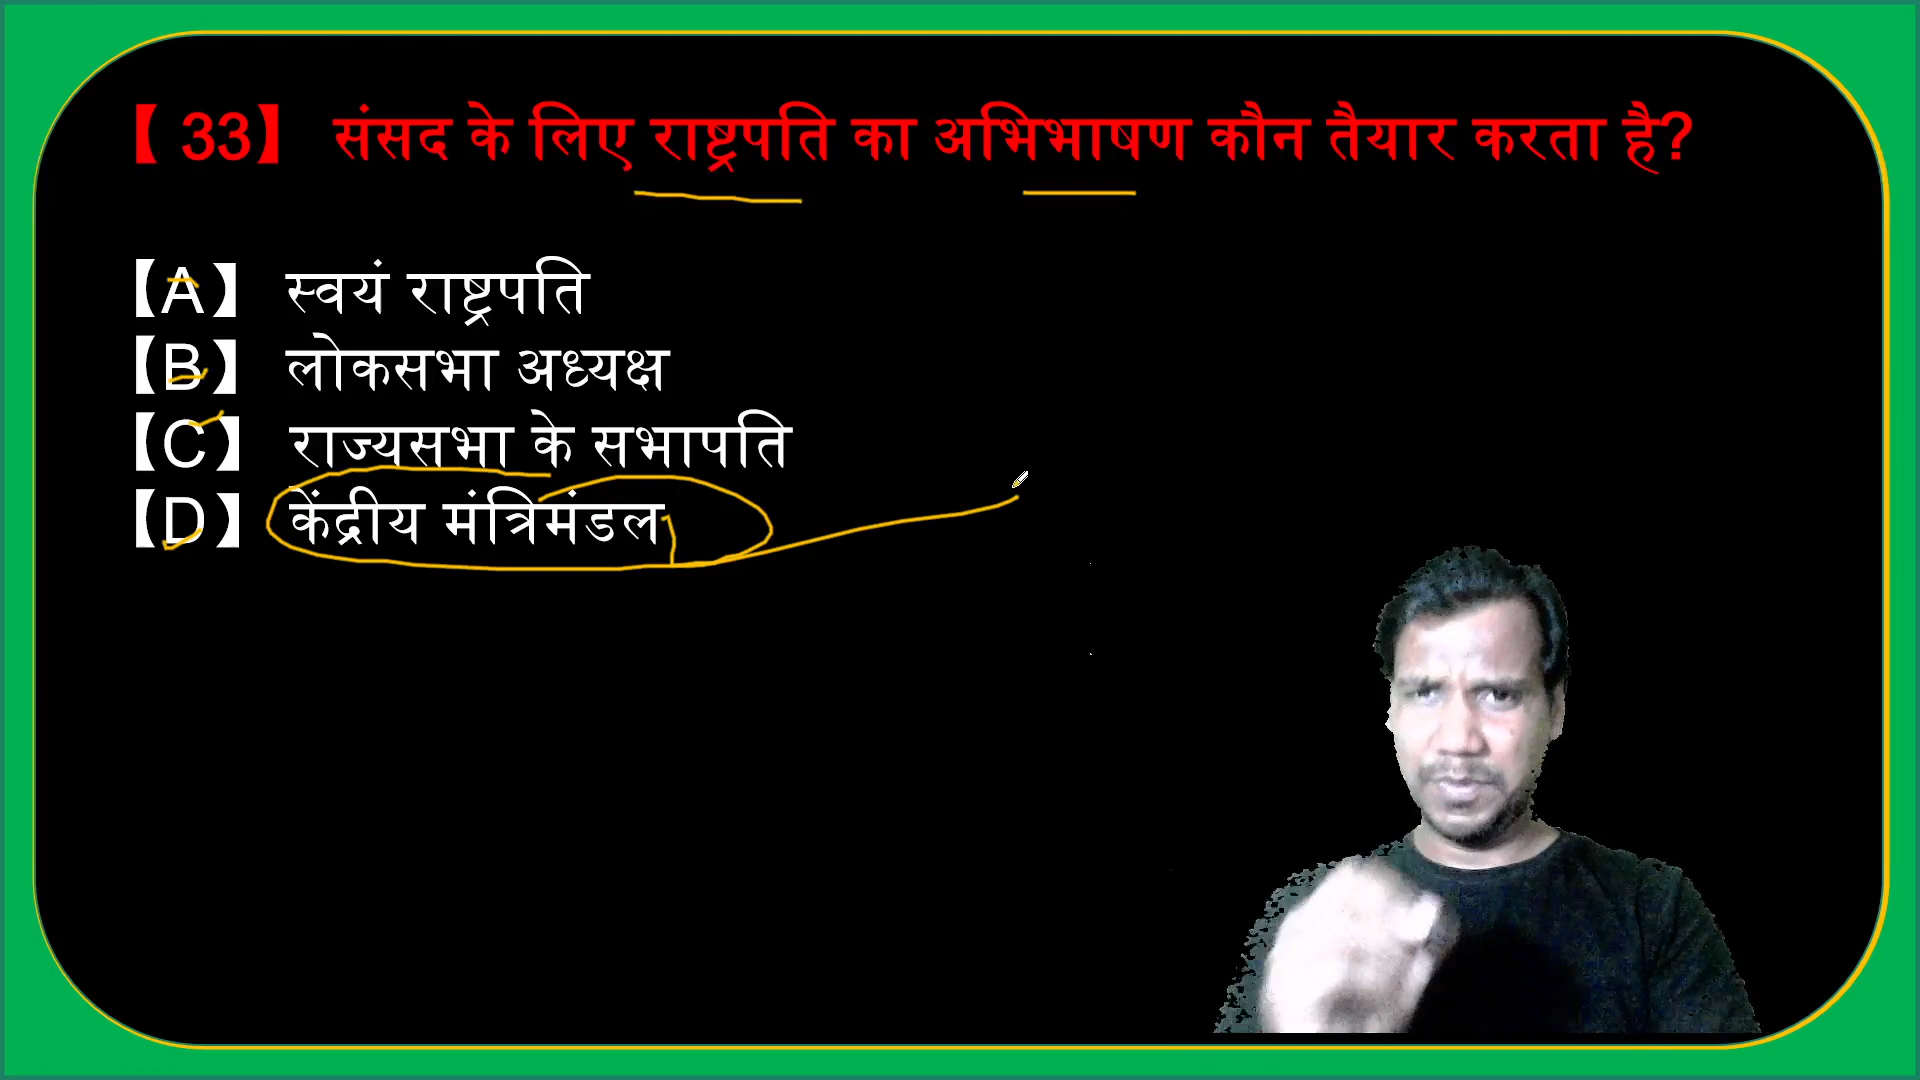 【 33】 संसद के लिए राष्ट्रपति का अभिभाषण कौन तैयार करता है?
【A】 स्वयं राष्ट्रपति
【B】 लोकसभा अध्यक्ष
【C】 राज्यसभा के सभापति
【D】 केंद्रीय मंत्रिमंडल